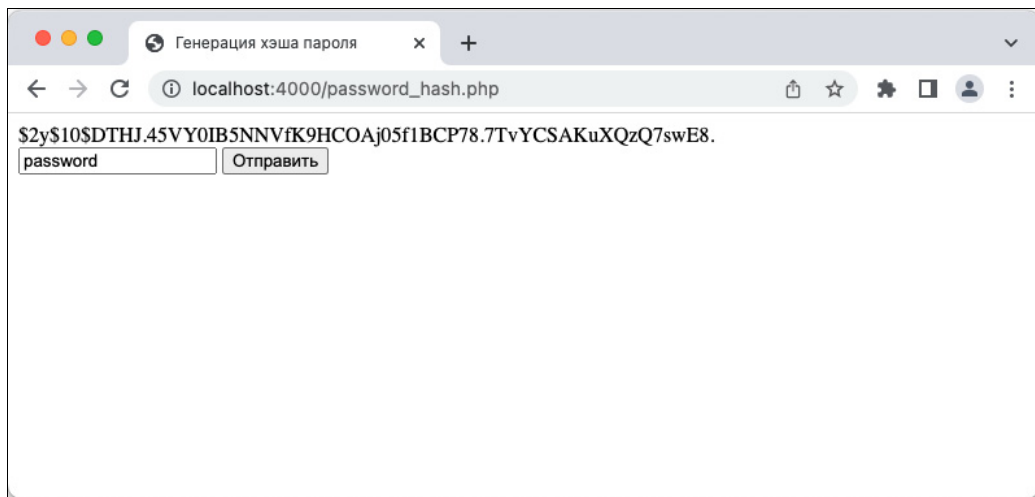 Генерация хэша пароля
localhost:4000/password_hash.php
$2y$10$DTHJ.45VY0IB5NNVfK9HCOAj05f1BCP78.7TvYCSAKuXQzQ7swE8.
password Отправить